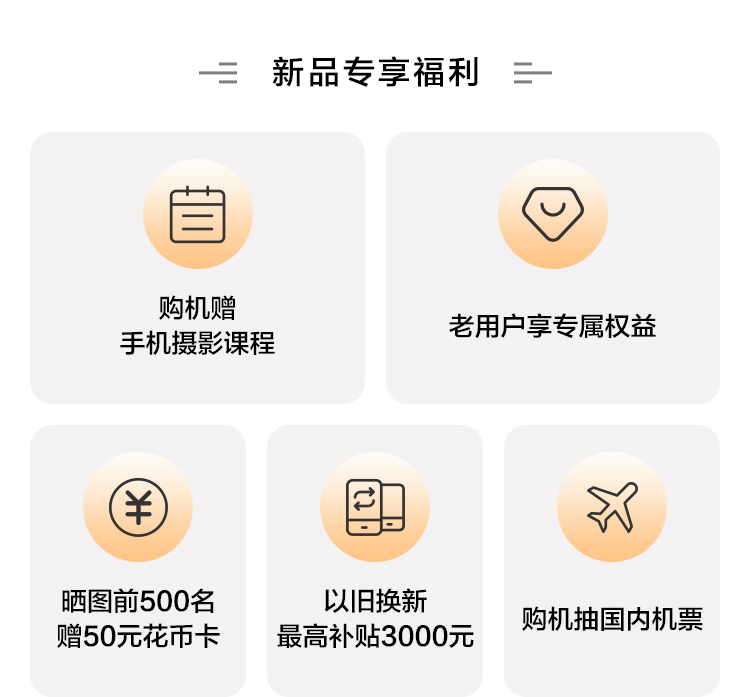 新品专享福利
购机赠
手机摄影课程
老用户享专属权益
晒图前500名
赠50元花币卡
以旧换新
最高补贴3000元
购机抽国内机票